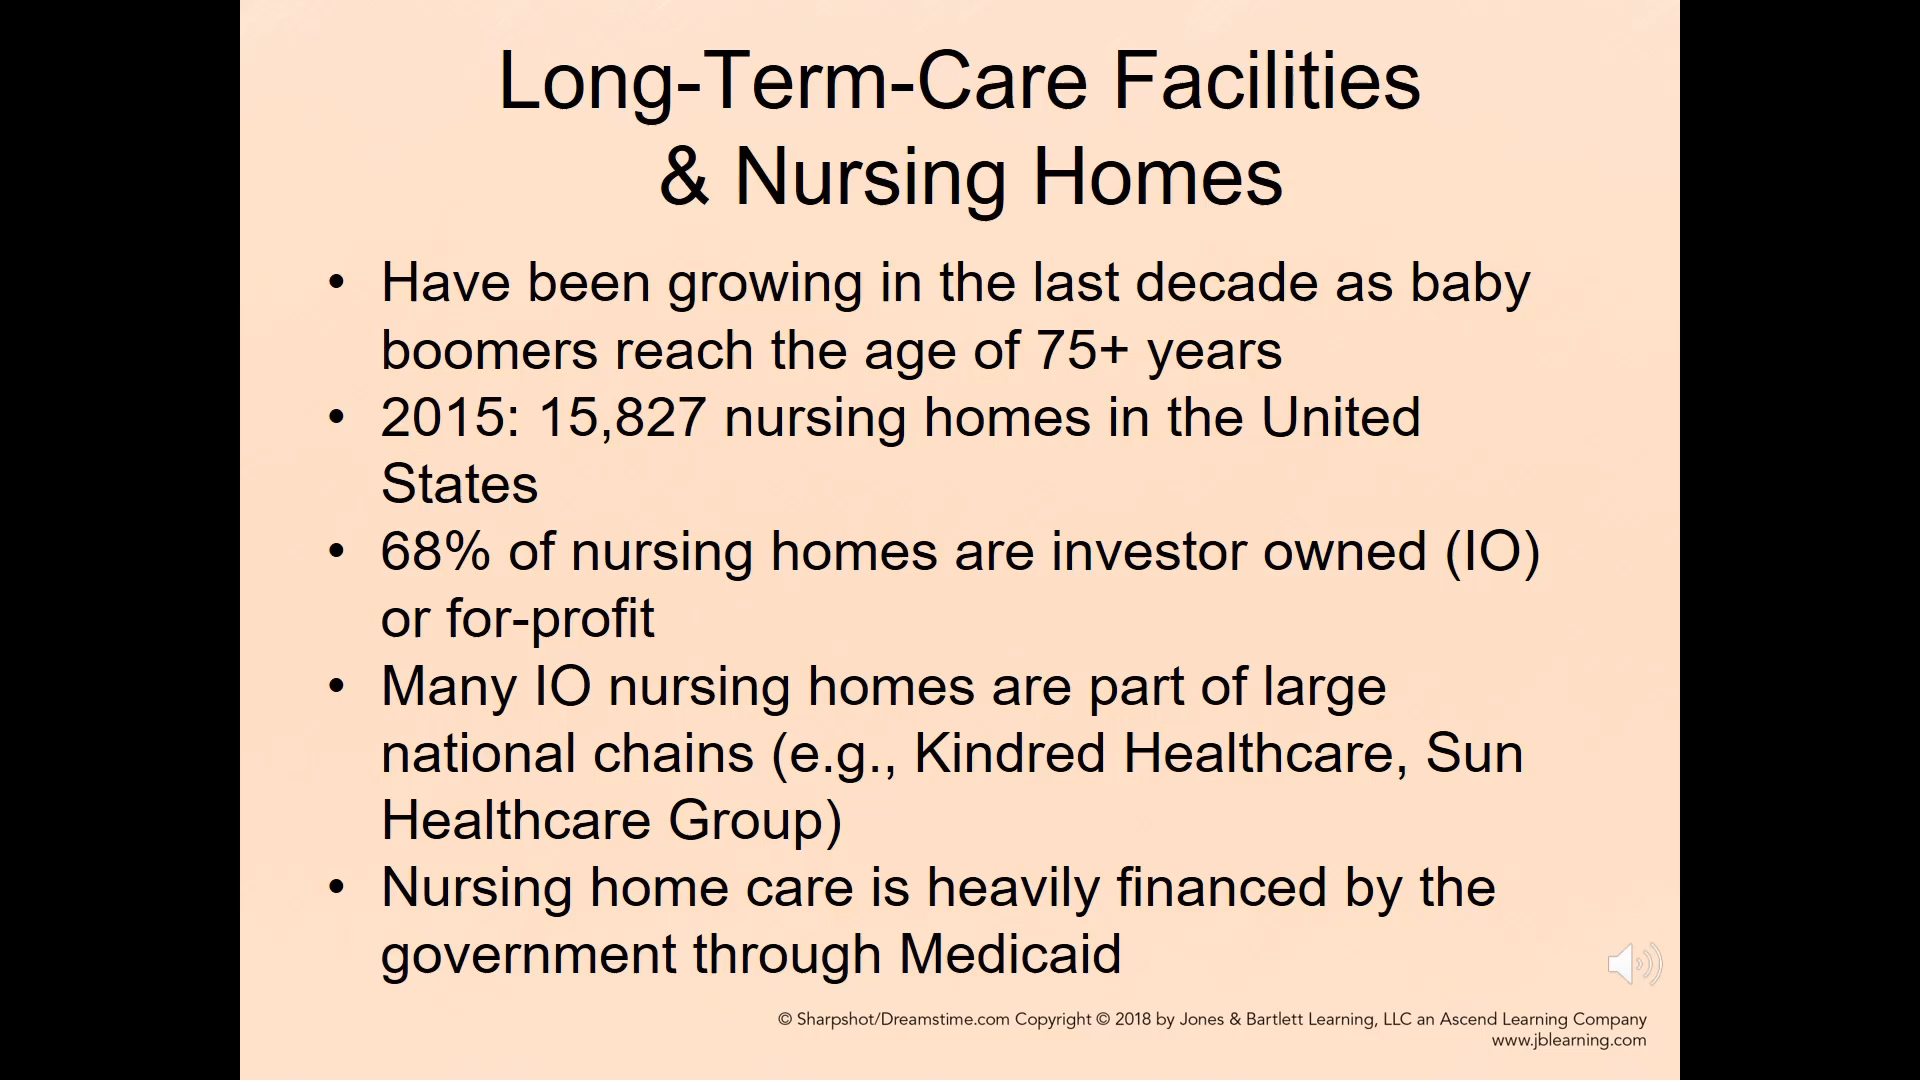 Long-Term-Care Facilities
& Nursing Homes
• Have been growing in the last decade as baby
boomers reach the age of 75+ years
• 2015: 15,827 nursing homes in the United
States
• 68% of nursing homes are investor owned (IO)
or for-profit
• Many IO nursing homes are part of large
national chains (e.g., Kindred Healthcare, Sun
Healthcare Group)
• Nursing home care is heavily financed by the
government through Medicaid
© Sharpshot/Dreamstime.com Copyright © 2018 by Jones & Bartlett Learning, LLC an Ascend Learning Company
www.jblearning.com